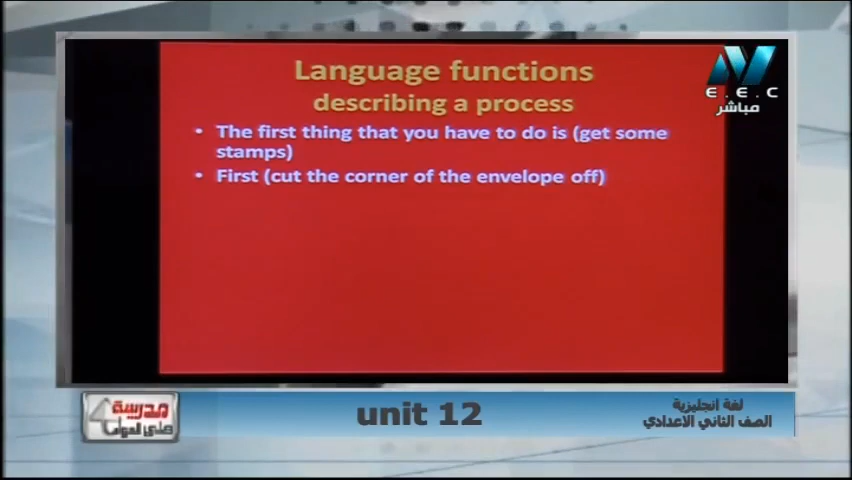 Language functions
describing a process
• The first thing that you have to do is (get some
stamps)
• First (cut the corner of the envelope off)
E.E.C
مباشر
مدرسة
على الهواء
unit 12
لغة انجليزية
الصف الثاني الاعدادي